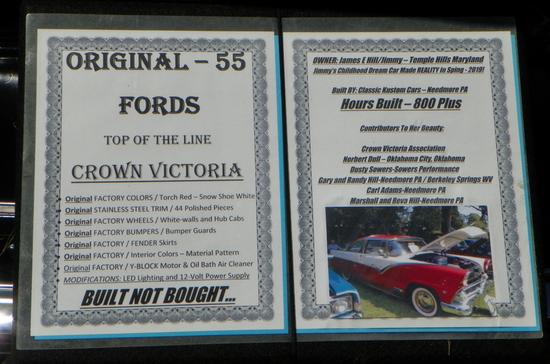 ORIGINAL – 55
FORDS
TOP OF THE LINE
CROWN VICTORIA
Original FACTORY COLORS / Torch Red – Snow Shoe White
Original STAINLESS STEEL TRIM / 44 Polished Pieces
Original FACTORY WHEELS / White-walls and Hub Cabs
Original FACTORY BUMPERS / Bumper Guards
Original FACTORY / FENDER Skirts
Original FACTORY / Interior Colors – Material Pattern
Original FACTORY / Y-BLOCK Motor & Oil Bath Air Cleaner
MODIFICATIONS: LED Lighting and 12-Volt Power Supply
BUILT NOT BOUGHT...
OWNER: James E Hill/Jimmy – Temple Hills Maryland
Jimmy's Childhood Dream Car Made REALITY In Sping - 2019!
Built BY: Classic Kustom Cars – Needmore PA
Hours Built – 800 Plus
Contributors To Her Beauty:
Crown Victoria Association
Norbert Doll – Oklahoma City, Oklahoma
Dusty Sowers-Sowers Performance
Gary and Randy Hill-Needmore PA / Berkeley Springs WV
Carl Adams-Needmore PA
Marshall and Reva Hill-Needmore PA